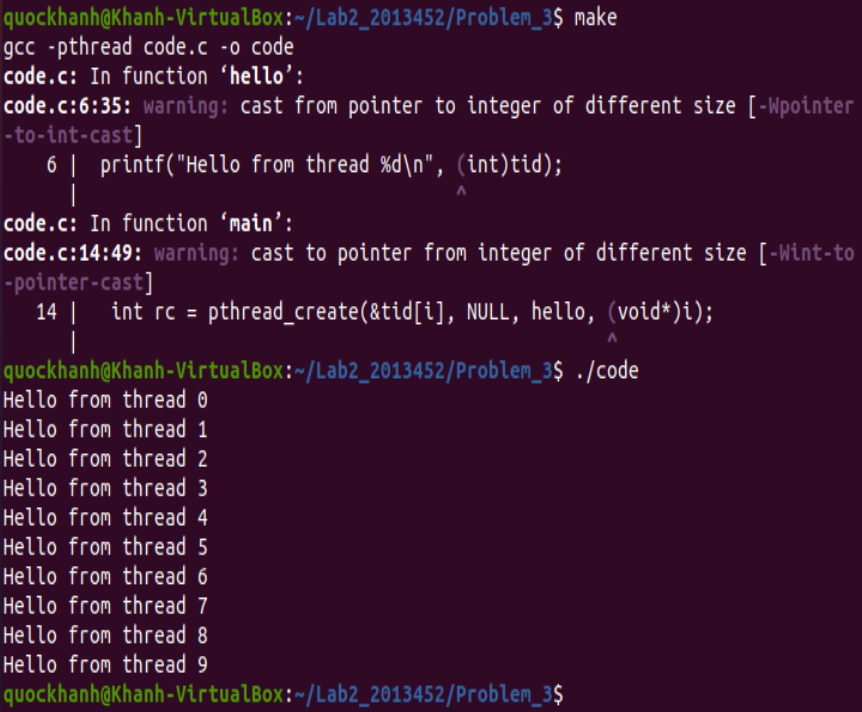 quockhanh@Khanh-VirtualBox:~/Lab2_2013452/Problem_3$ make
gcc -pthread code.c -o code
code.c: In function ‘hello’:
code.c:6:35: warning: cast from pointer to integer of different size [-Wpointer
-to-int-cast]
    6 |  printf("Hello from thread %d\n", (int)tid);
      |                                   ^
code.c: In function ‘main’:
code.c:14:49: warning: cast to pointer from integer of different size [-Wint-to
-pointer-cast]
   14 |   int rc = pthread_create(&tid[i], NULL, hello, (void*)i);
      |                                                 ^
quockhanh@Khanh-VirtualBox:~/Lab2_2013452/Problem_3$ ./code
Hello from thread 0
Hello from thread 1
Hello from thread 2
Hello from thread 3
Hello from thread 4
Hello from thread 5
Hello from thread 6
Hello from thread 7
Hello from thread 8
Hello from thread 9
quockhanh@Khanh-VirtualBox:~/Lab2_2013452/Problem_3$